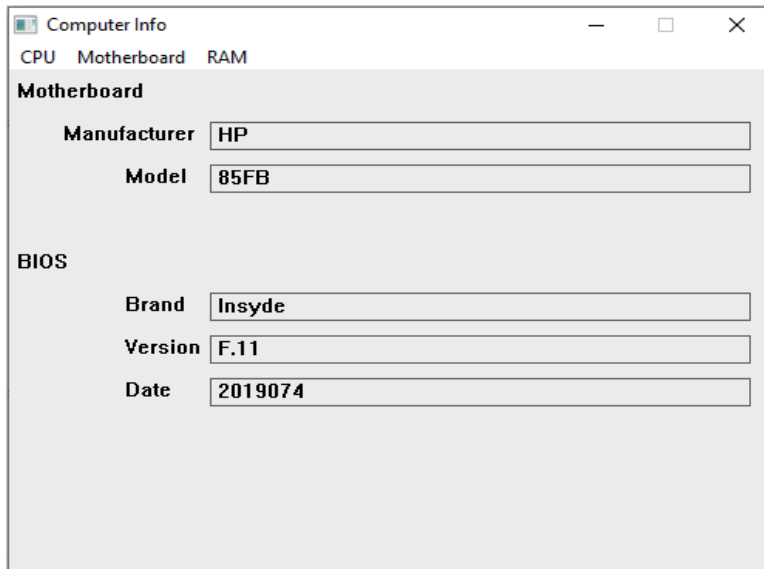 Computer Info
CPU Motherboard RAM
Motherboard
Manufacturer HP
Model 85FB
BIOS
Brand Insyde
Version F.11
Date 2019074